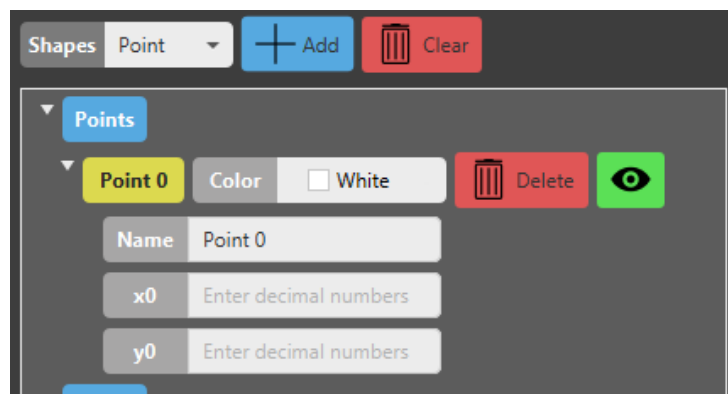 Shapes Point Add Clear
Points
Point 0 Color White Delete
Name Point 0
x0 Enter decimal numbers
y0 Enter decimal numbers